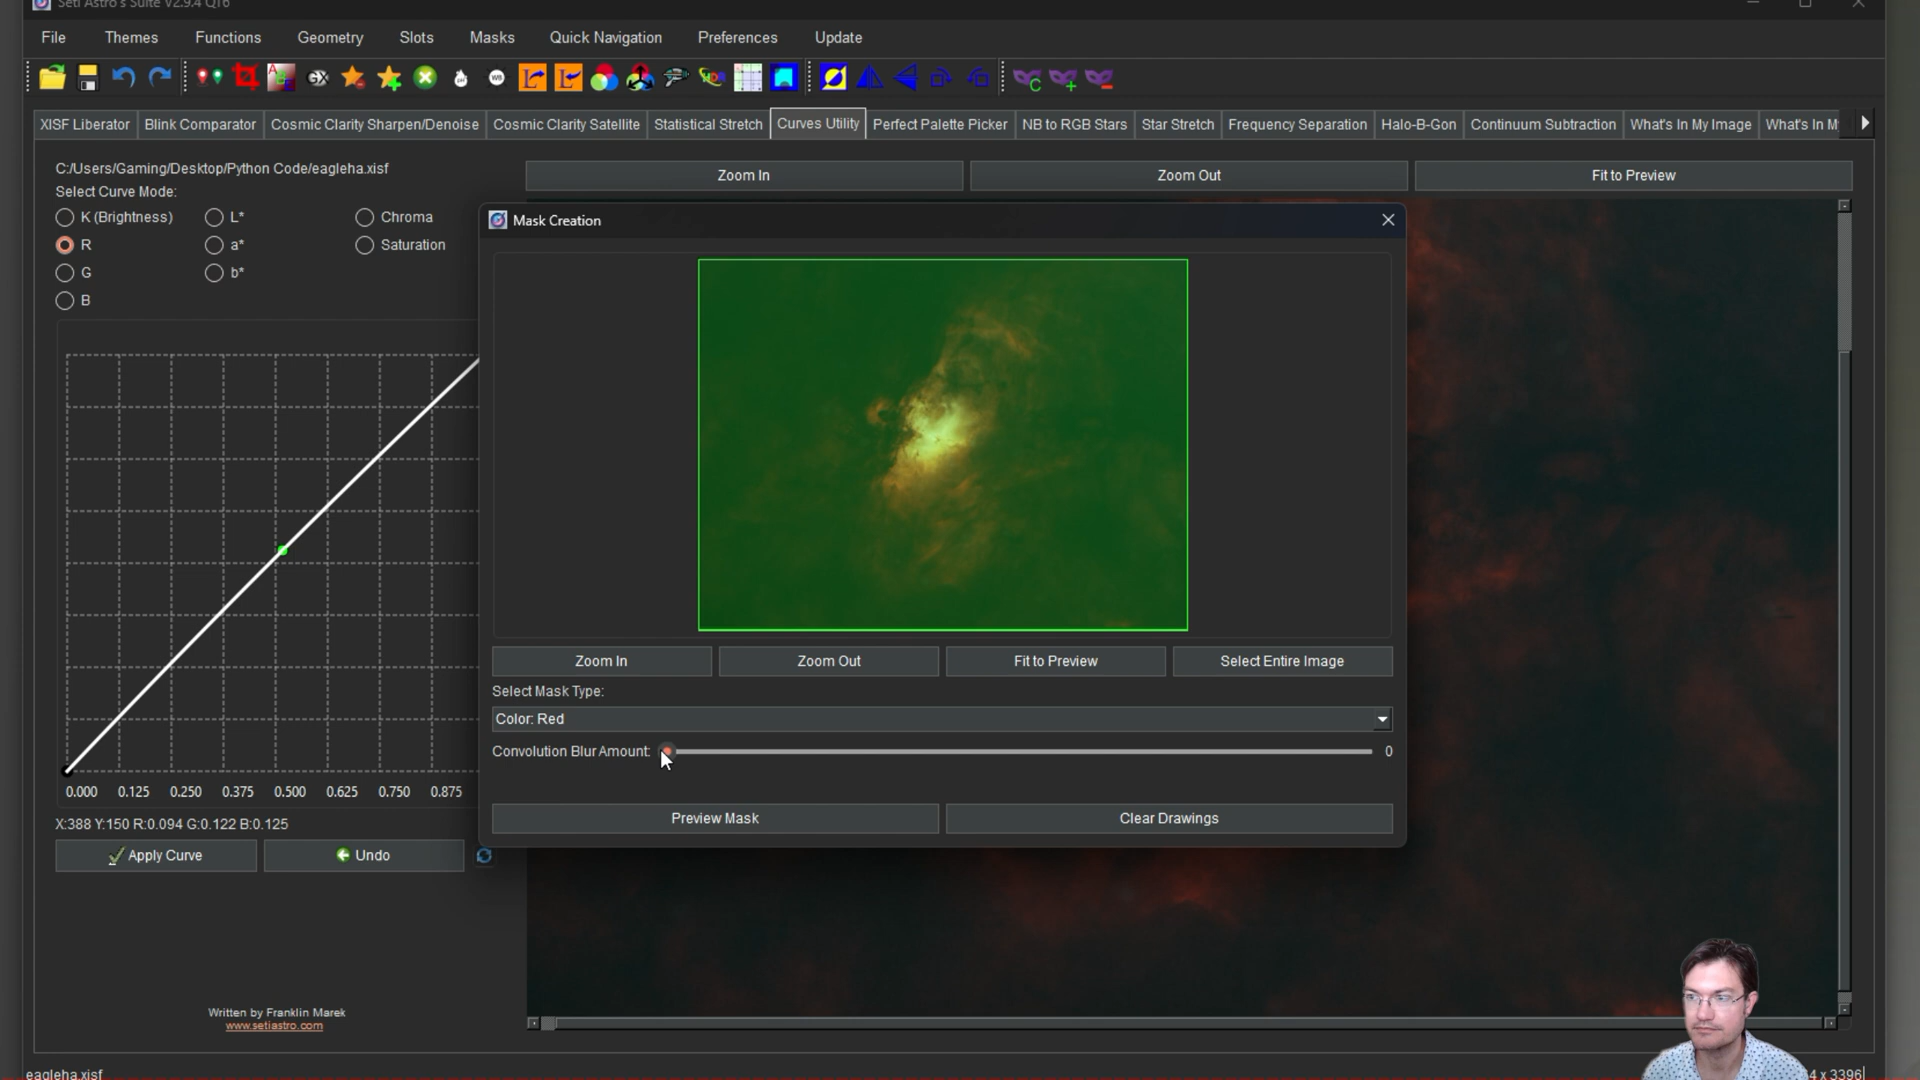 Seti Astro's Suite V2.9.4 QT6
File Themes Functions Geometry Slots Masks Quick Navigation Preferences Update
XISF Liberator Blink Comparator Cosmic Clarity Sharpen/Denoise Cosmic Clarity Satellite Statistical Stretch Curves Utility Perfect Palette Picker NB to RGB Stars Star Stretch Frequency Separation Halo-B-Gon Continuum Subtraction What's In My Image What's In M
C:/Users/Gaming/Desktop/Python Code/eagleha.xisf
Zoom In Zoom Out Fit to Preview
Select Curve Mode:
K (Brightness) L* Chroma
R a* Saturation
G b*
B
Mask Creation
Zoom In Zoom Out Fit to Preview Select Entire Image
Select Mask Type:
Color: Red
Convolution Blur Amount: 0
Preview Mask Clear Drawings
0.000 0.125 0.250 0.375 0.500 0.625 0.750 0.875
X:388 Y:150 R:0.094 G:0.122 B:0.125
Apply Curve Undo
Written by Franklin Marek
www.setiastro.com
eagleha.xisf
4 x 3396